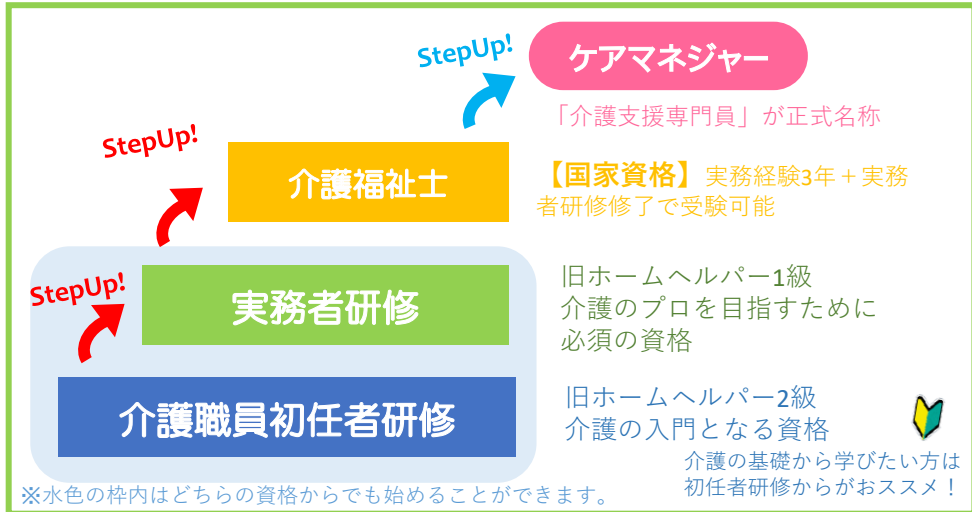 StepUp!
ケアマネジャー
「介護支援専門員」が正式名称
StepUp!
介護福祉士
【国家資格】実務経験3年＋実務
者研修修了で受験可能
StepUp!
実務者研修
旧ホームヘルパー1級
介護のプロを目指すために
必須の資格
介護職員初任者研修
旧ホームヘルパー2級
介護の入門となる資格
介護の基礎から学びたい方は
初任者研修からがおススメ！
※水色の枠内はどちらの資格からでも始めることができます。